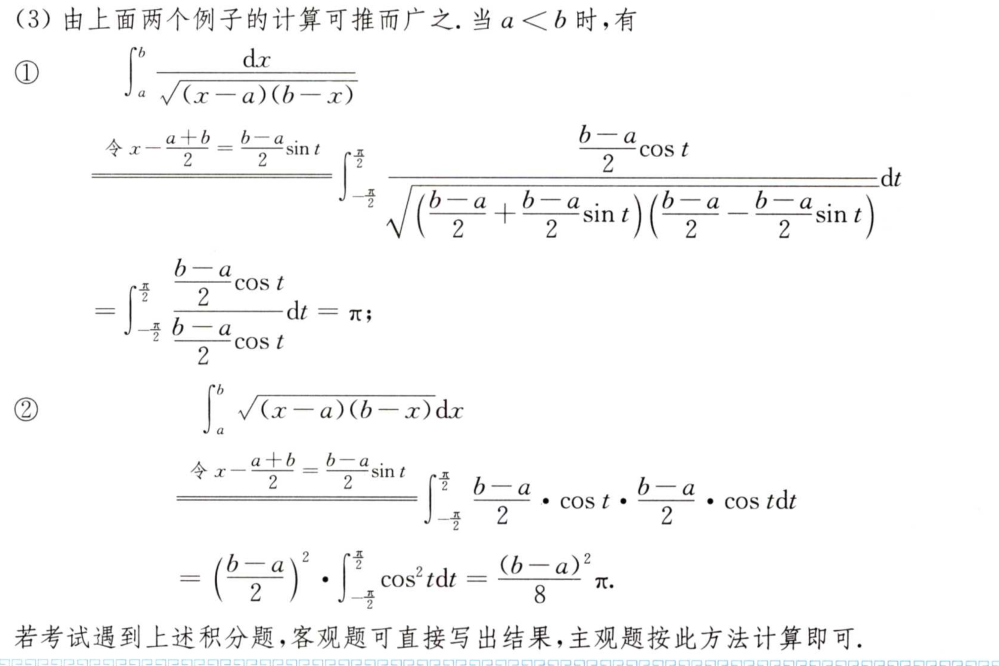 (3) 由上面两个例子的计算可推而广之. 当 a < b 时,有
① $\int_a^b \frac{\mathrm{d}x}{\sqrt{(x-a)(b-x)}}$
$\xlongequal{令 x-\frac{a+b}{2}=\frac{b-a}{2}\sin t} \int_{-\frac{\pi}{2}}^{\frac{\pi}{2}} \frac{\frac{b-a}{2}\cos t}{\sqrt{\left(\frac{b-a}{2}+\frac{b-a}{2}\sin t\right)\left(\frac{b-a}{2}-\frac{b-a}{2}\sin t\right)}}\mathrm{d}t$
$= \int_{-\frac{\pi}{2}}^{\frac{\pi}{2}} \frac{\frac{b-a}{2}\cos t}{\frac{b-a}{2}\cos t}\mathrm{d}t = \pi;$
② $\int_a^b \sqrt{(x-a)(b-x)}\mathrm{d}x$
$\xlongequal{令 x-\frac{a+b}{2}=\frac{b-a}{2}\sin t} \int_{-\frac{\pi}{2}}^{\frac{\pi}{2}} \frac{b-a}{2} \cdot \cos t \cdot \frac{b-a}{2} \cdot \cos t\mathrm{d}t$
$= \left(\frac{b-a}{2}\right)^2 \cdot \int_{-\frac{\pi}{2}}^{\frac{\pi}{2}} \cos^2 t\mathrm{d}t = \frac{(b-a)^2}{8}\pi.$
若考试遇到上述积分题,客观题可直接写出结果,主观题按此方法计算即可.